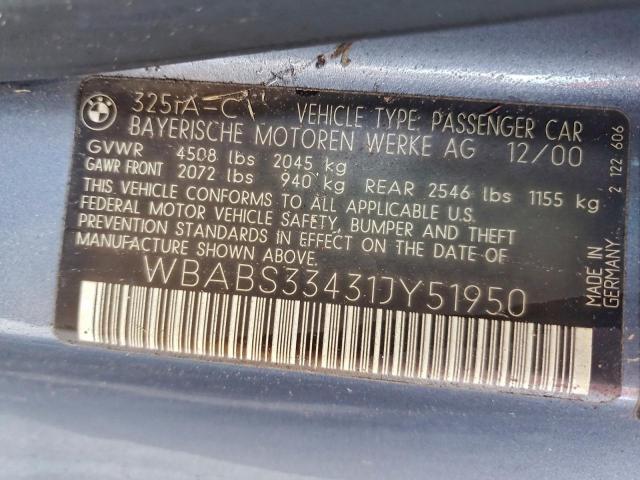 BMW
325iA-C\ VEHICLE TYPE: PASSENGER CAR
BAYERISCHE MOTOREN WERKE AG 12/00
GVWR 4508 lbs 2045 kg
GAWR FRONT 2072 lbs 940 kg REAR 2546 lbs 1155 kg
THIS VEHICLE CONFORMS TO ALL APPLICABLE U.S.
FEDERAL MOTOR VEHICLE SAFETY, BUMPER AND THEFT
PREVENTION STANDARDS IN EFFECT ON THE DATE OF
MANUFACTURE SHOWN ABOVE.
WBABS33431JY51950
2 122 606
MADE IN
GERMANY